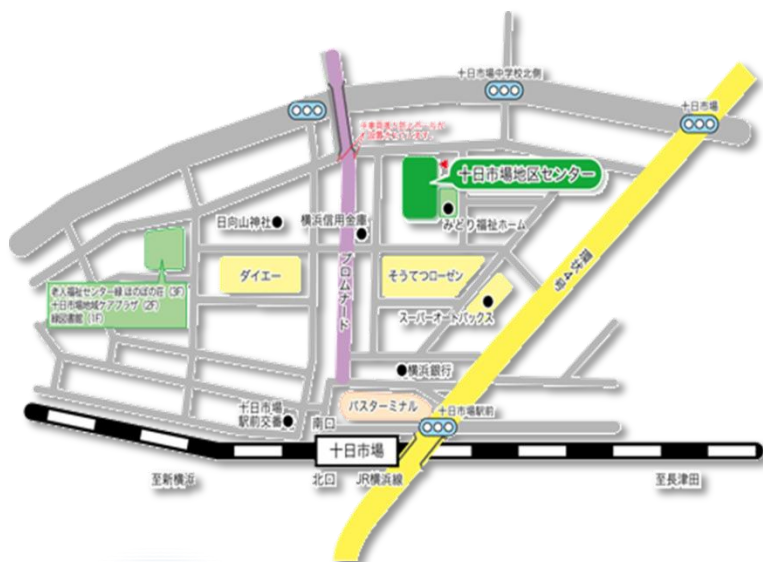 十日市場中学校北側
十日市場
十日市場地区センター
日向山神社
横浜信用金庫
みどり福祉ホーム
プロムナード
環状4号
ダイエー
そうてつローゼン
老人福祉センター緑 ほのぼの荘 (3F)
十日市場地域ケアプラザ (2F)
緑図書館 (1F)
スーパーオートバックス
横浜銀行
十日市場
駅前交番
南口
バスターミナル
十日市場駅前
十日市場
至新横浜
北口
JR横浜線
至長津田